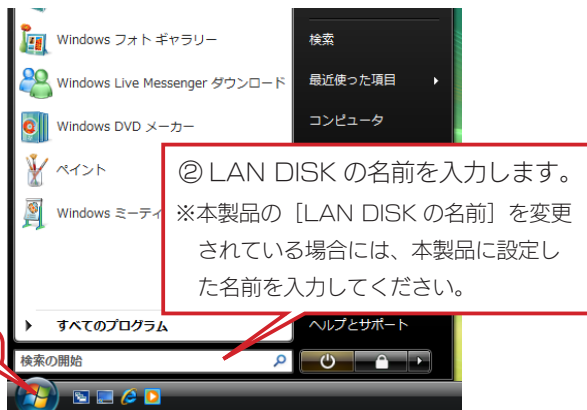 Windows フォト ギャラリー
Windows Live Messenger ダウンロード
Windows DVD メーカー
ペイント
Windows ミーティ
すべてのプログラム
検索の開始
検索
最近使った項目
コンピュータ
② LAN DISK の名前を入力します。
※本製品の［LAN DISK の名前］を変更
されている場合には、本製品に設定し
た名前を入力してください。
ヘルプとサポート